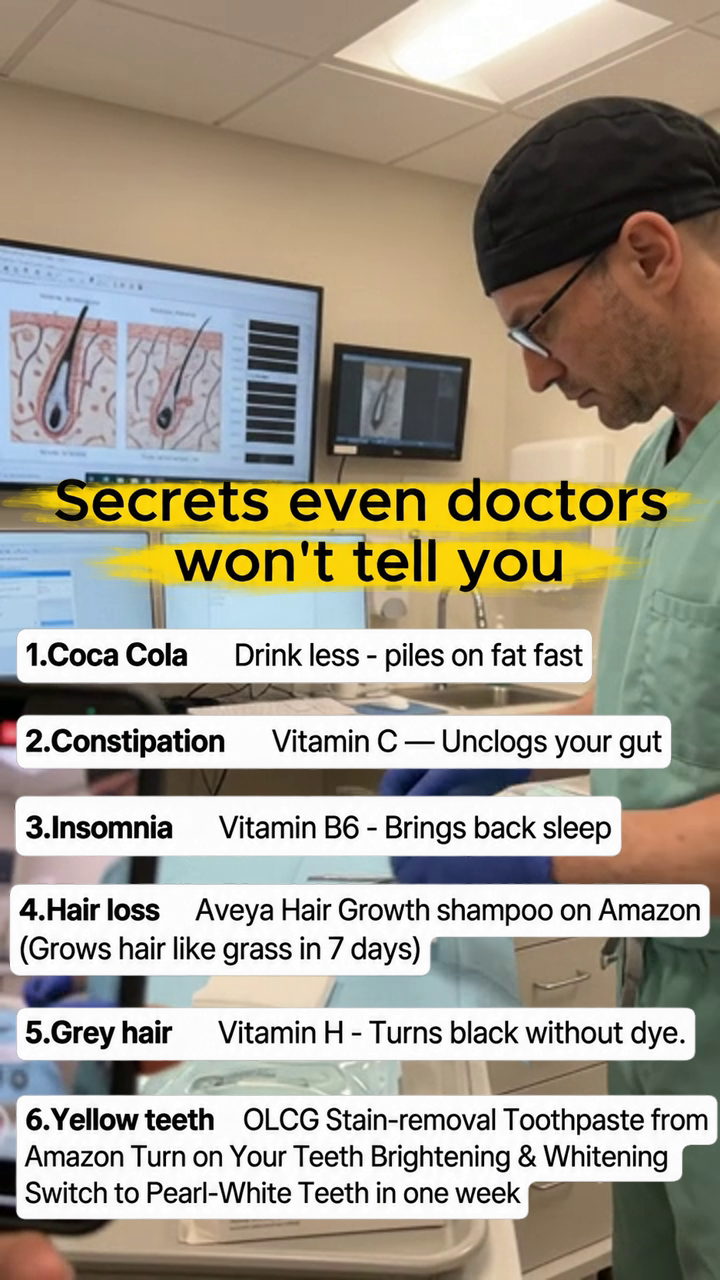 Secrets even doctors
won't tell you
1.Coca Cola Drink less - piles on fat fast
2.Constipation Vitamin C — Unclogs your gut
3.Insomnia Vitamin B6 - Brings back sleep
4.Hair loss Aveya Hair Growth shampoo on Amazon
(Grows hair like grass in 7 days)
5.Grey hair Vitamin H - Turns black without dye.
6.Yellow teeth OLCG Stain-removal Toothpaste from
Amazon Turn on Your Teeth Brightening & Whitening
Switch to Pearl-White Teeth in one week